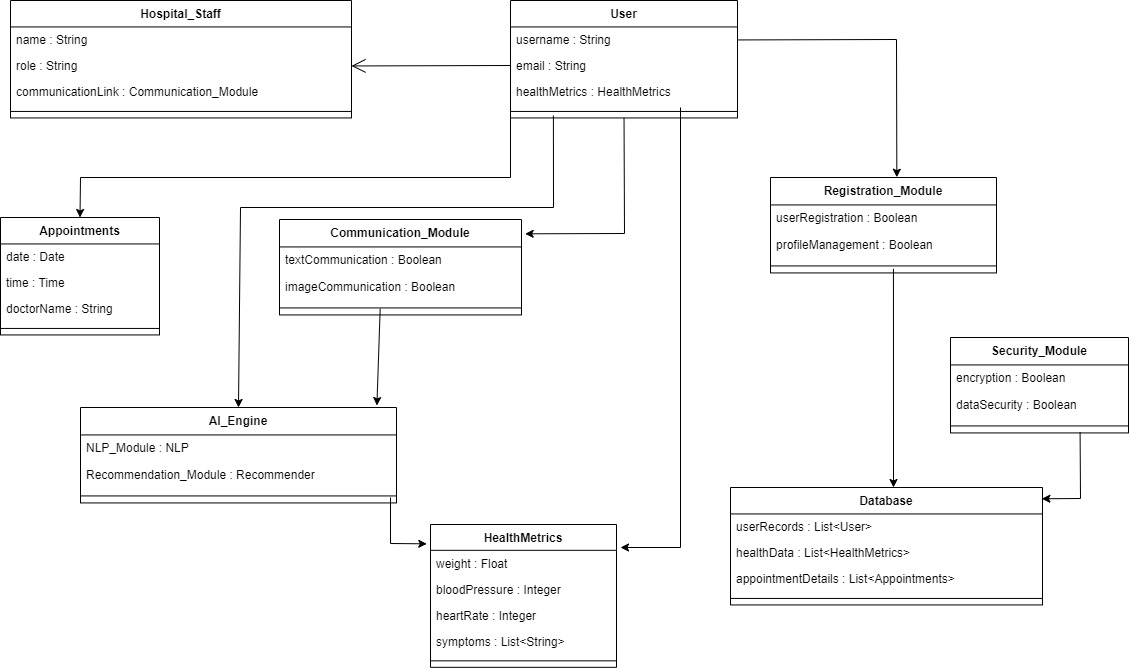 Hospital_Staff
name : String
role : String
communicationLink : Communication_Module
User
username : String
email : String
healthMetrics : HealthMetrics
Registration_Module
userRegistration : Boolean
profileManagement : Boolean
Appointments
date : Date
time : Time
doctorName : String
Communication_Module
textCommunication : Boolean
imageCommunication : Boolean
Security_Module
encryption : Boolean
dataSecurity : Boolean
AI_Engine
NLP_Module : NLP
Recommendation_Module : Recommender
Database
userRecords : List<User>
healthData : List<HealthMetrics>
appointmentDetails : List<Appointments>
HealthMetrics
weight : Float
bloodPressure : Integer
heartRate : Integer
symptoms : List<String>